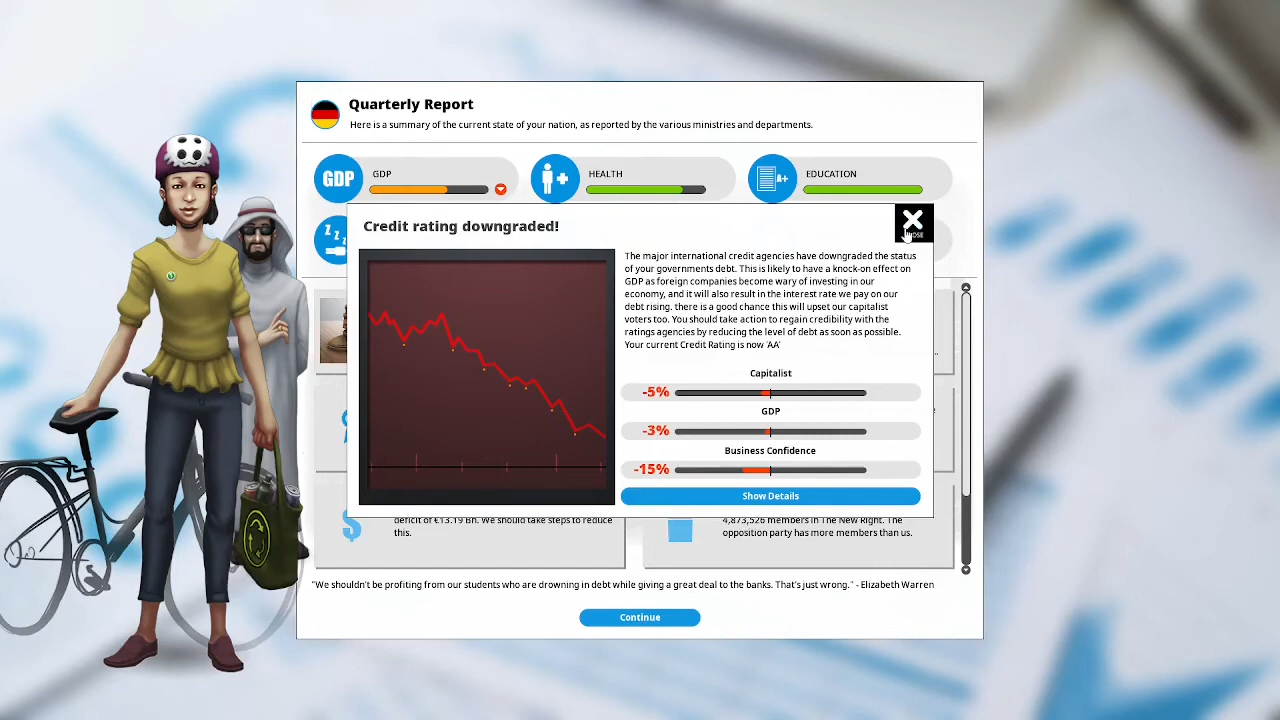 Quarterly Report
Here is a summary of the current state of your nation, as reported by the various ministries and departments.
GDP
GDP
HEALTH
A+
EDUCATION
Z Z Z
Credit rating downgraded!
The major international credit agencies have downgraded the status
of your governments debt. This is likely to have a knock-on effect on
GDP as foreign companies become wary of investing in our
economy, and it will also result in the interest rate we pay on our
debt rising. there is a good chance this will upset our capitalist
voters too. You should take action to regain credibility with the
ratings agencies by reducing the level of debt as soon as possible.
Your current Credit Rating is now 'AA'
Capitalist
-5%
GDP
-3%
Business Confidence
-15%
Show Details
deficit of €13.19 Bn. We should take steps to reduce
this.
4,873,526 members in The New Right. The
opposition party has more members than us.
"We shouldn't be profiting from our students who are drowning in debt while giving a great deal to the banks. That's just wrong." - Elizabeth Warren
Continue